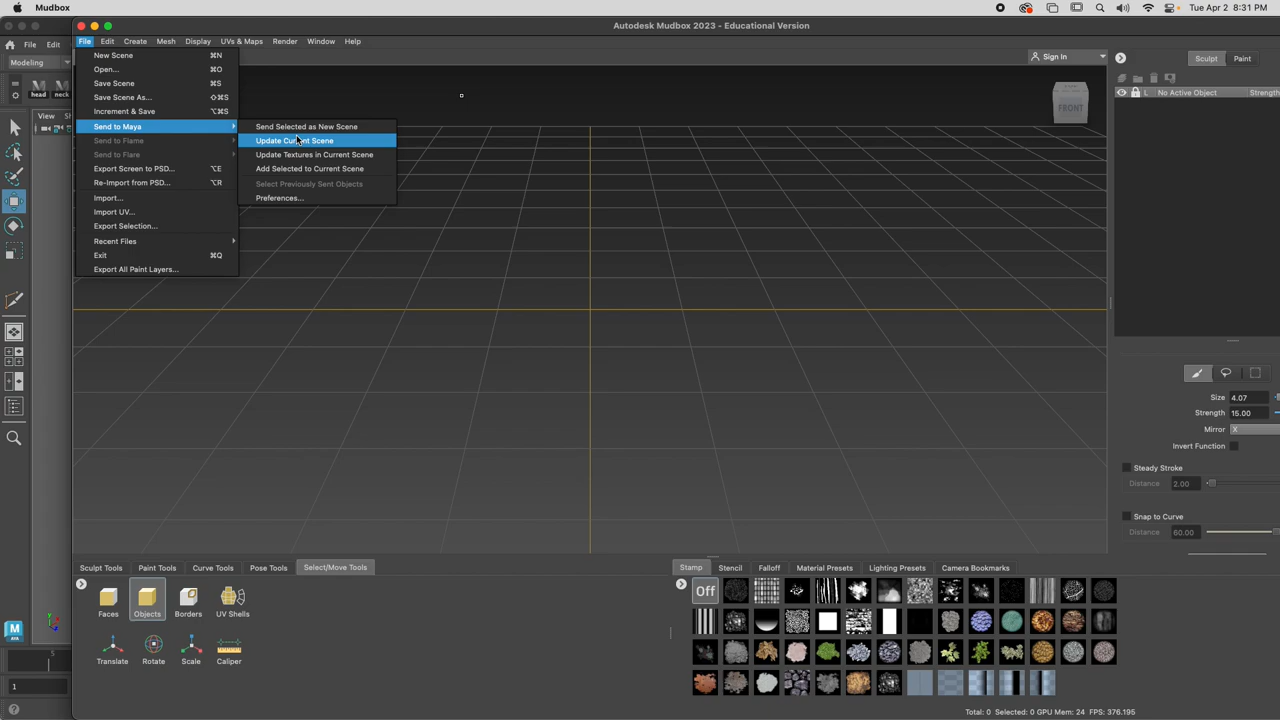 Mudbox
Tue Apr 2 8:31 PM
Autodesk Mudbox 2023 - Educational Version
File Edit
File Edit Create Mesh Display UVs & Maps Render Window Help
Modeling
Sign In
Sculpt Paint
New Scene ⌘N
Open...
Save Scene ⌘S
Save Scene As... ⇧⌘S
Increment & Save ⌥⌘S
Send to Maya
Send to Flame
Send to Flare
Export Screen to PSD... ⌥E
Re-Import from PSD... ⌥R
Import...
Import UV...
Export Selection...
Recent Files
Exit ⌘Q
Export All Paint Layers...
Send Selected as New Scene
Update Current Scene
Update Textures in Current Scene
Add Selected to Current Scene
Select Previously Sent Objects
Preferences...
head neck
View Sh
FRONT
L No Active Object Strength
Size 4.07
Strength 15.00
Mirror X
Invert Function
Steady Stroke
Distance 2.00
Snap to Curve
Distance 60.00
Sculpt Tools Paint Tools Curve Tools Pose Tools Select/Move Tools
Faces Objects Borders UV Shells
Translate Rotate Scale Caliper
Stamp Stencil Falloff Material Presets Lighting Presets Camera Bookmarks
Off
5
1
Total: 0 Selected: 0 GPU Mem: 24 FPS: 376.195